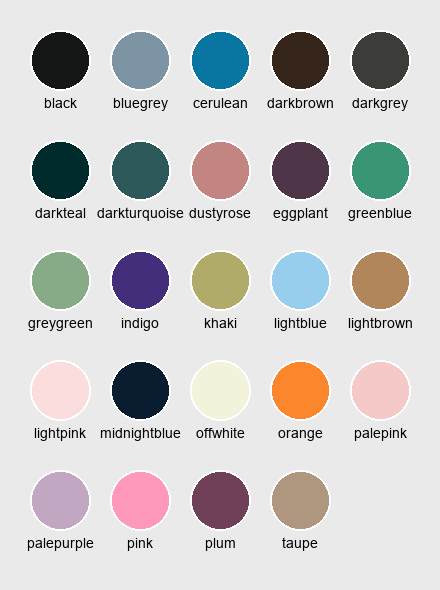 black bluegrey cerulean darkbrown darkgrey
darkteal darkturquoise dustyrose eggplant greenblue
greygreen indigo khaki lightblue lightbrown
lightpink midnightblue offwhite orange palepink
palepurple pink plum taupe